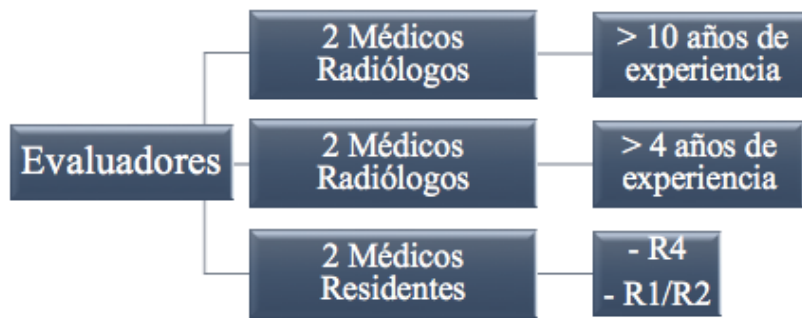 2 Médicos
Radiólogos
> 10 años de
experiencia
Evaluadores
2 Médicos
Radiólogos
> 4 años de
experiencia
2 Médicos
Residentes
- R4
- R1/R2